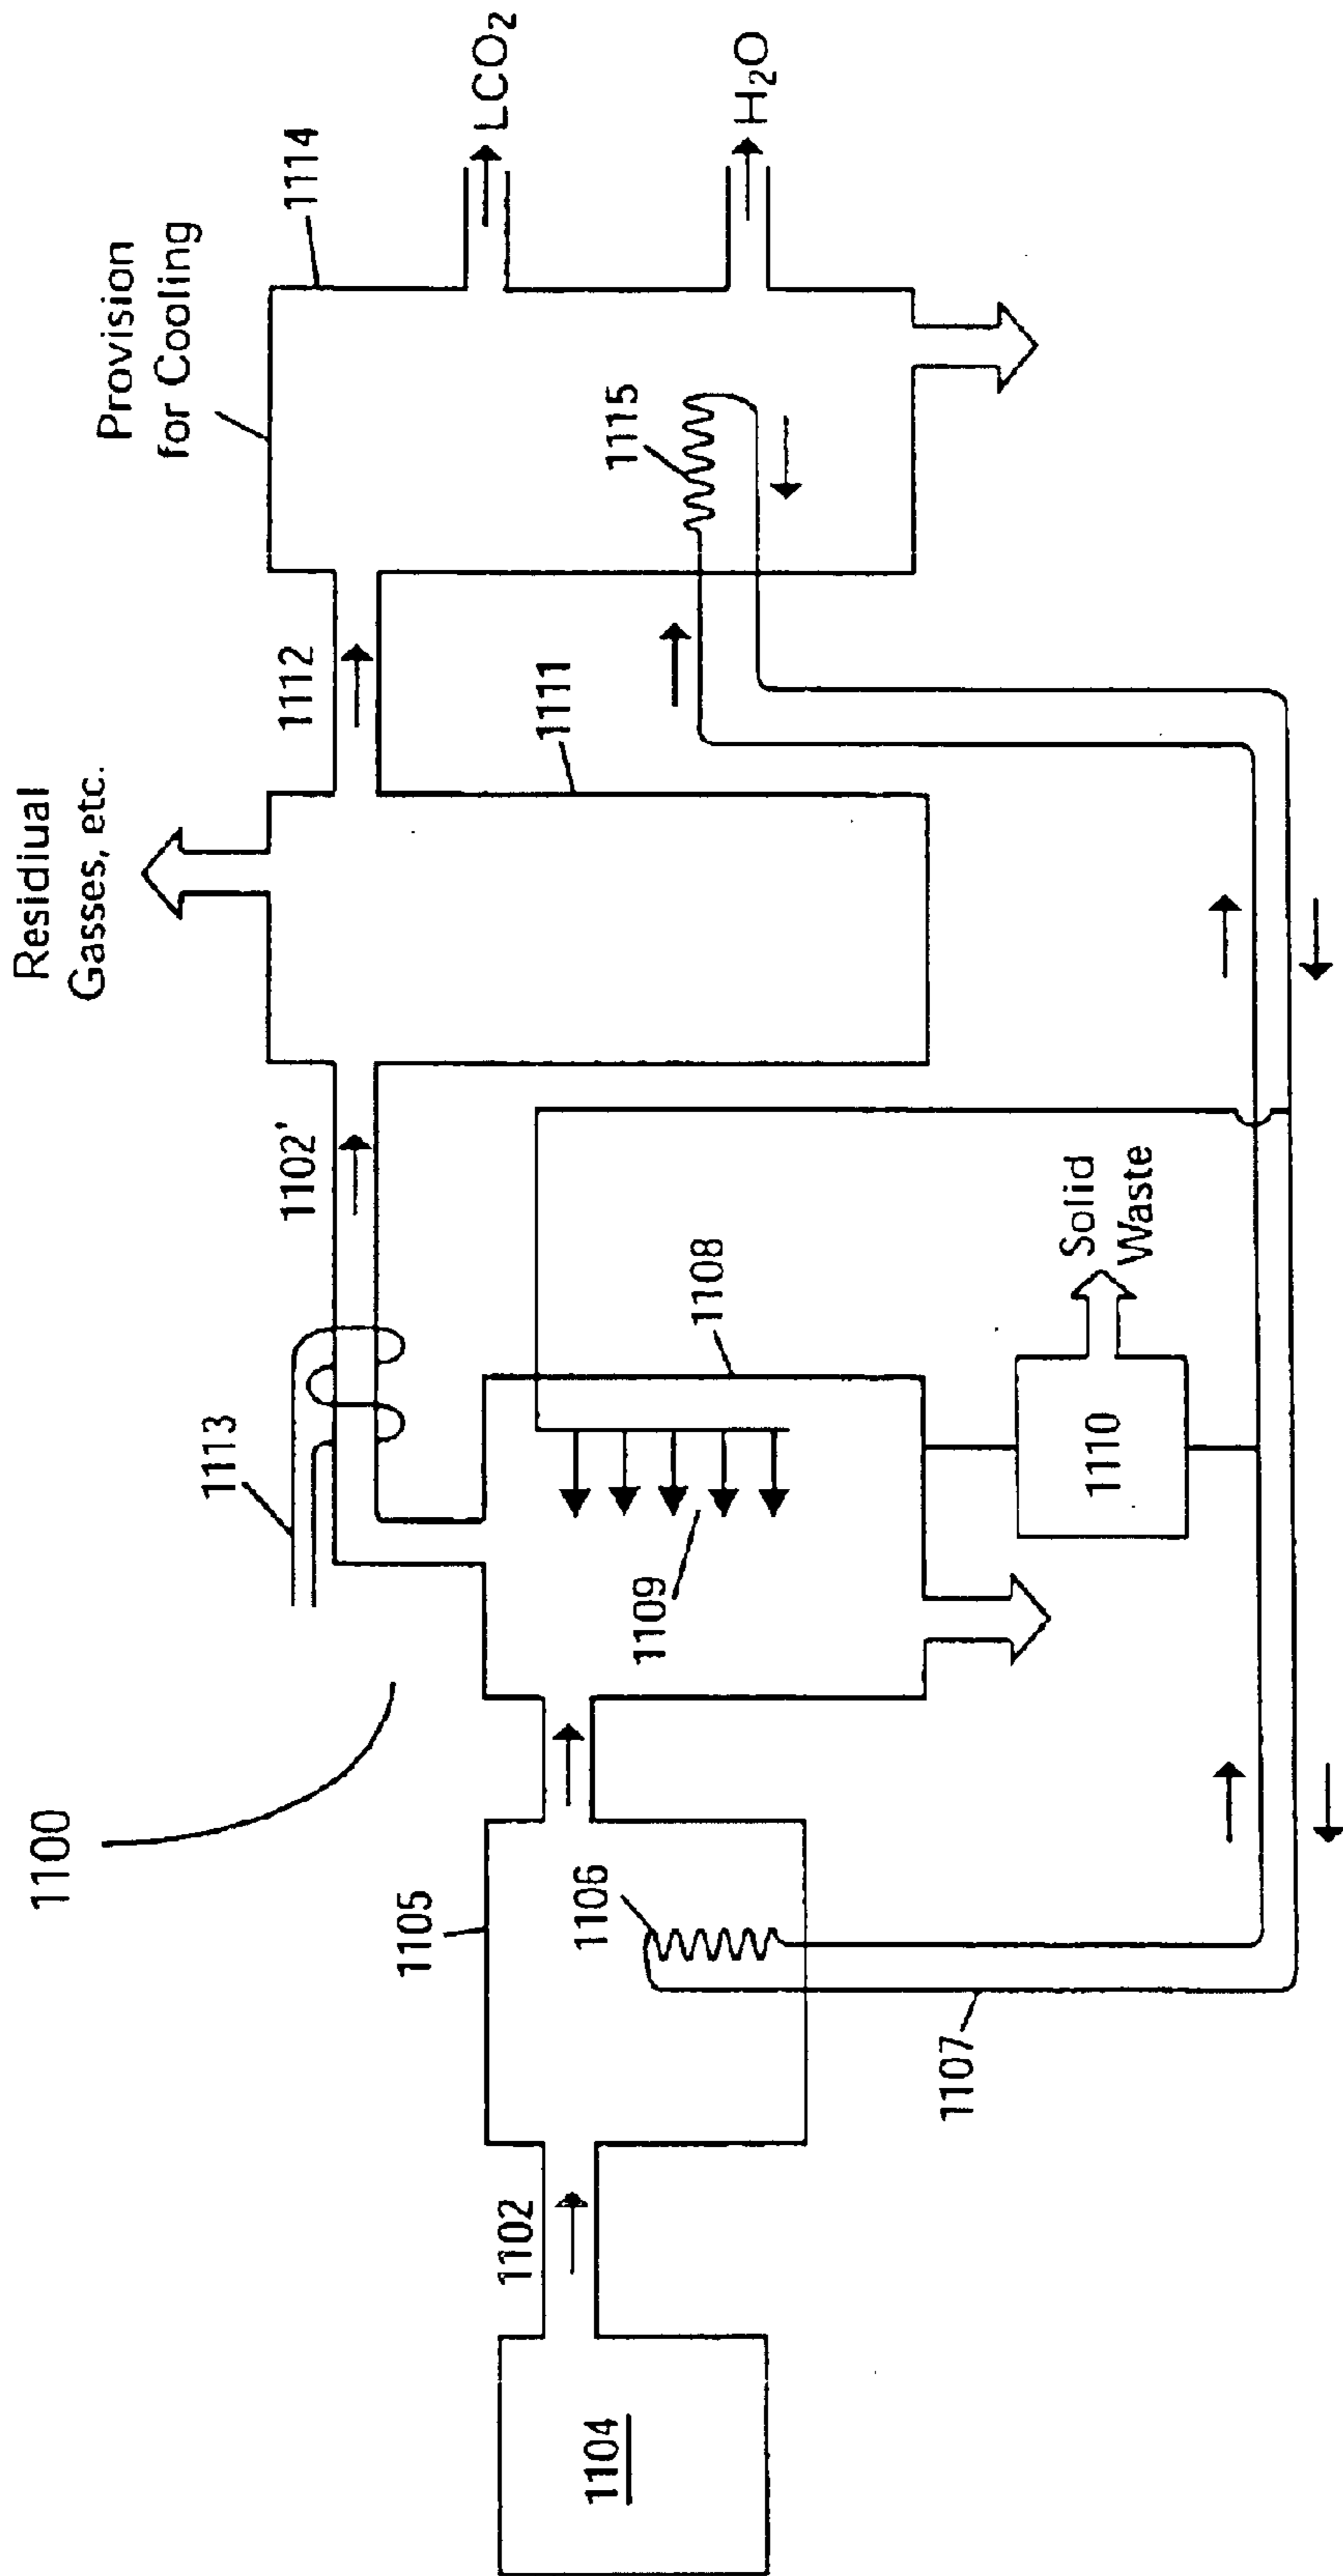 1100
Residiual
Gasses, etc.
Provision
for Cooling
1114
1112
1102'
1113
LCO₂
1111
1105
1102
1104
1106
1109
1108
1115
H₂O
1107
1110
Solid
Waste